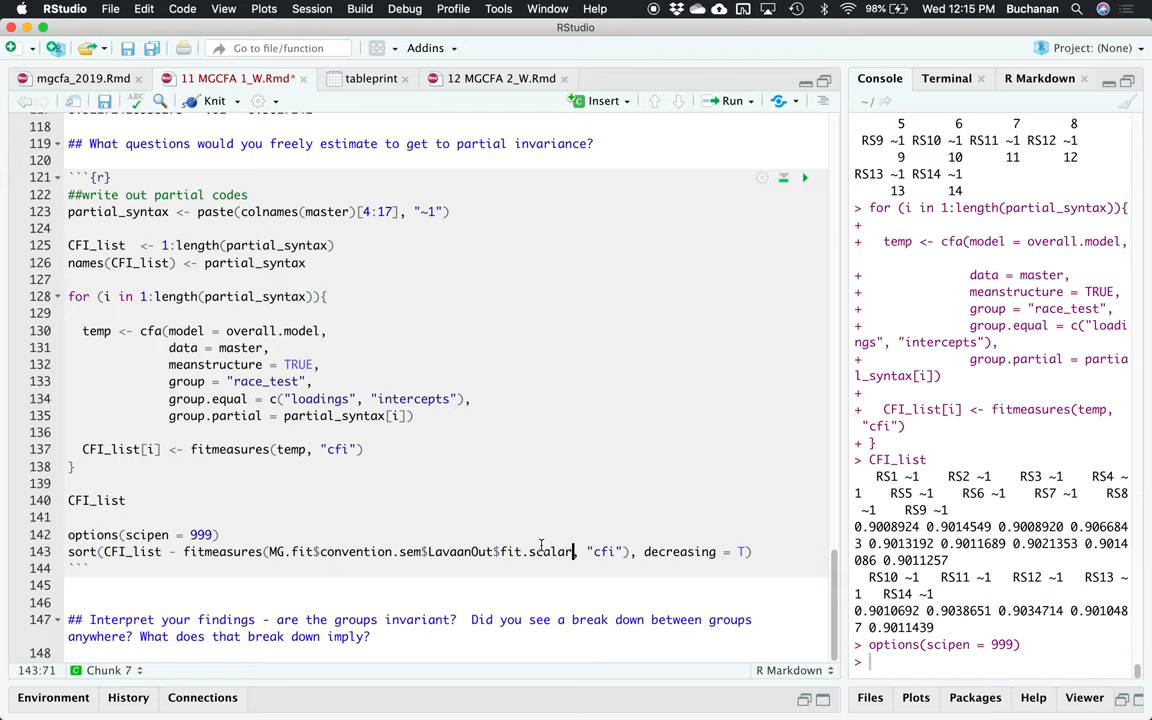 RStudio File Edit Code View Plots Session Build Debug Profile Tools Window Help 98% Wed 12:15 PM Buchanan
RStudio
Go to file/function Addins Project: (None)
mgcfa_2019.Rmd 11 MGCFA 1_W.Rmd* tableprint 12 MGCFA 2_W.Rmd
Knit Insert Run
118
119 ## What questions would you freely estimate to get to partial invariance?
120
121 ```{r}
122 ##write out partial codes
123 partial_syntax <- paste(colnames(master)[4:17], "~1")
124
125 CFI_list <- 1:length(partial_syntax)
126 names(CFI_list) <- partial_syntax
127
128 for (i in 1:length(partial_syntax)){
129
130 temp <- cfa(model = overall.model,
131 data = master,
132 meanstructure = TRUE,
133 group = "race_test",
134 group.equal = c("loadings", "intercepts"),
135 group.partial = partial_syntax[i])
136
137 CFI_list[i] <- fitmeasures(temp, "cfi")
138 }
139
140 CFI_list
141
142 options(scipen = 999)
143 sort(CFI_list - fitmeasures(MG.fit$convention.sem$LavaanOut$fit.scalar, "cfi"), decreasing = T)
144 ```
145
146
147 ## Interpret your findings - are the groups invariant? Did you see a break down between groups
anywhere? What does that break down imply?
148
143:71 Chunk 7 R Markdown
Environment History Connections
Console Terminal R Markdown
~/
5 6 7 8
RS9 ~1 RS10 ~1 RS11 ~1 RS12 ~1
9 10 11 12
RS13 ~1 RS14 ~1
13 14
> for (i in 1:length(partial_syntax)){
+
+ temp <- cfa(model = overall.model,
+ data = master,
+ meanstructure = TRUE,
+ group = "race_test",
+ group.equal = c("loadi
ngs", "intercepts"),
+ group.partial = partia
l_syntax[i])
+
+ CFI_list[i] <- fitmeasures(temp,
"cfi")
+ }
> CFI_list
RS1 ~1 RS2 ~1 RS3 ~1 RS4 ~
1 RS5 ~1 RS6 ~1 RS7 ~1 RS8
~1 RS9 ~1
0.9008924 0.9014549 0.9008920 0.906684
3 0.9013192 0.9011689 0.9021353 0.9014
086 0.9011257
RS10 ~1 RS11 ~1 RS12 ~1 RS13 ~
1 RS14 ~1
0.9010692 0.9038651 0.9034714 0.901048
7 0.9011439
> options(scipen = 999)
>
Files Plots Packages Help Viewer